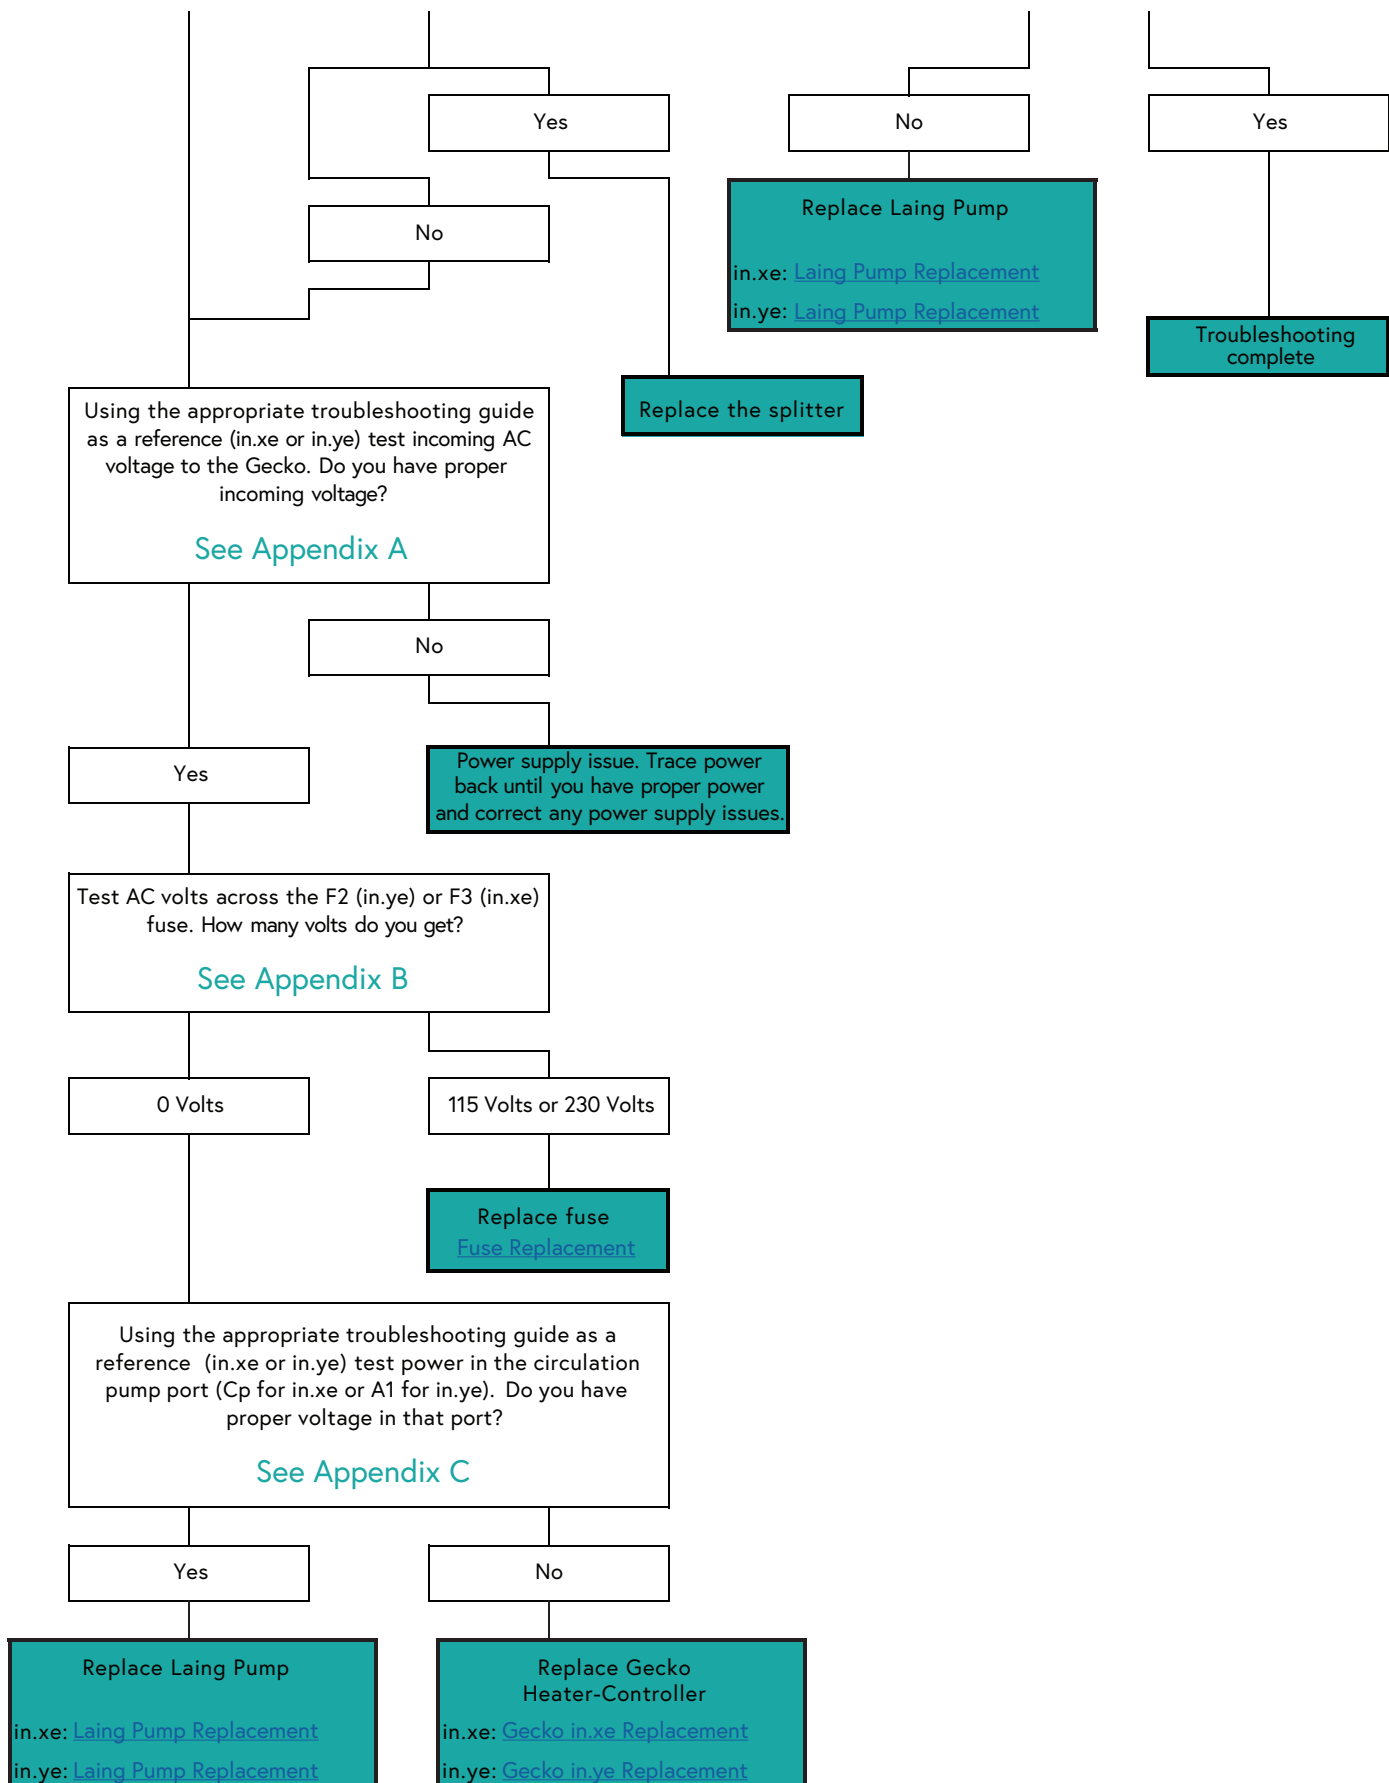 Yes
No
Yes
No
Replace Laing Pump
in.xe: Laing Pump Replacement
in.ye: Laing Pump Replacement
Troubleshooting
complete
Replace the splitter
Using the appropriate troubleshooting guide
as a reference (in.xe or in.ye) test incoming AC
voltage to the Gecko. Do you have proper
incoming voltage?
See Appendix A
No
Yes
Power supply issue. Trace power
back until you have proper power
and correct any power supply issues.
Test AC volts across the F2 (in.ye) or F3 (in.xe)
fuse. How many volts do you get?
See Appendix B
0 Volts
115 Volts or 230 Volts
Replace fuse
Fuse Replacement
Using the appropriate troubleshooting guide as a
reference (in.xe or in.ye) test power in the circulation
pump port (Cp for in.xe or A1 for in.ye). Do you have
proper voltage in that port?
See Appendix C
Yes
No
Replace Laing Pump
in.xe: Laing Pump Replacement
in.ye: Laing Pump Replacement
Replace Gecko
Heater-Controller
in.xe: Gecko in.xe Replacement
in.ye: Gecko in.ye Replacement